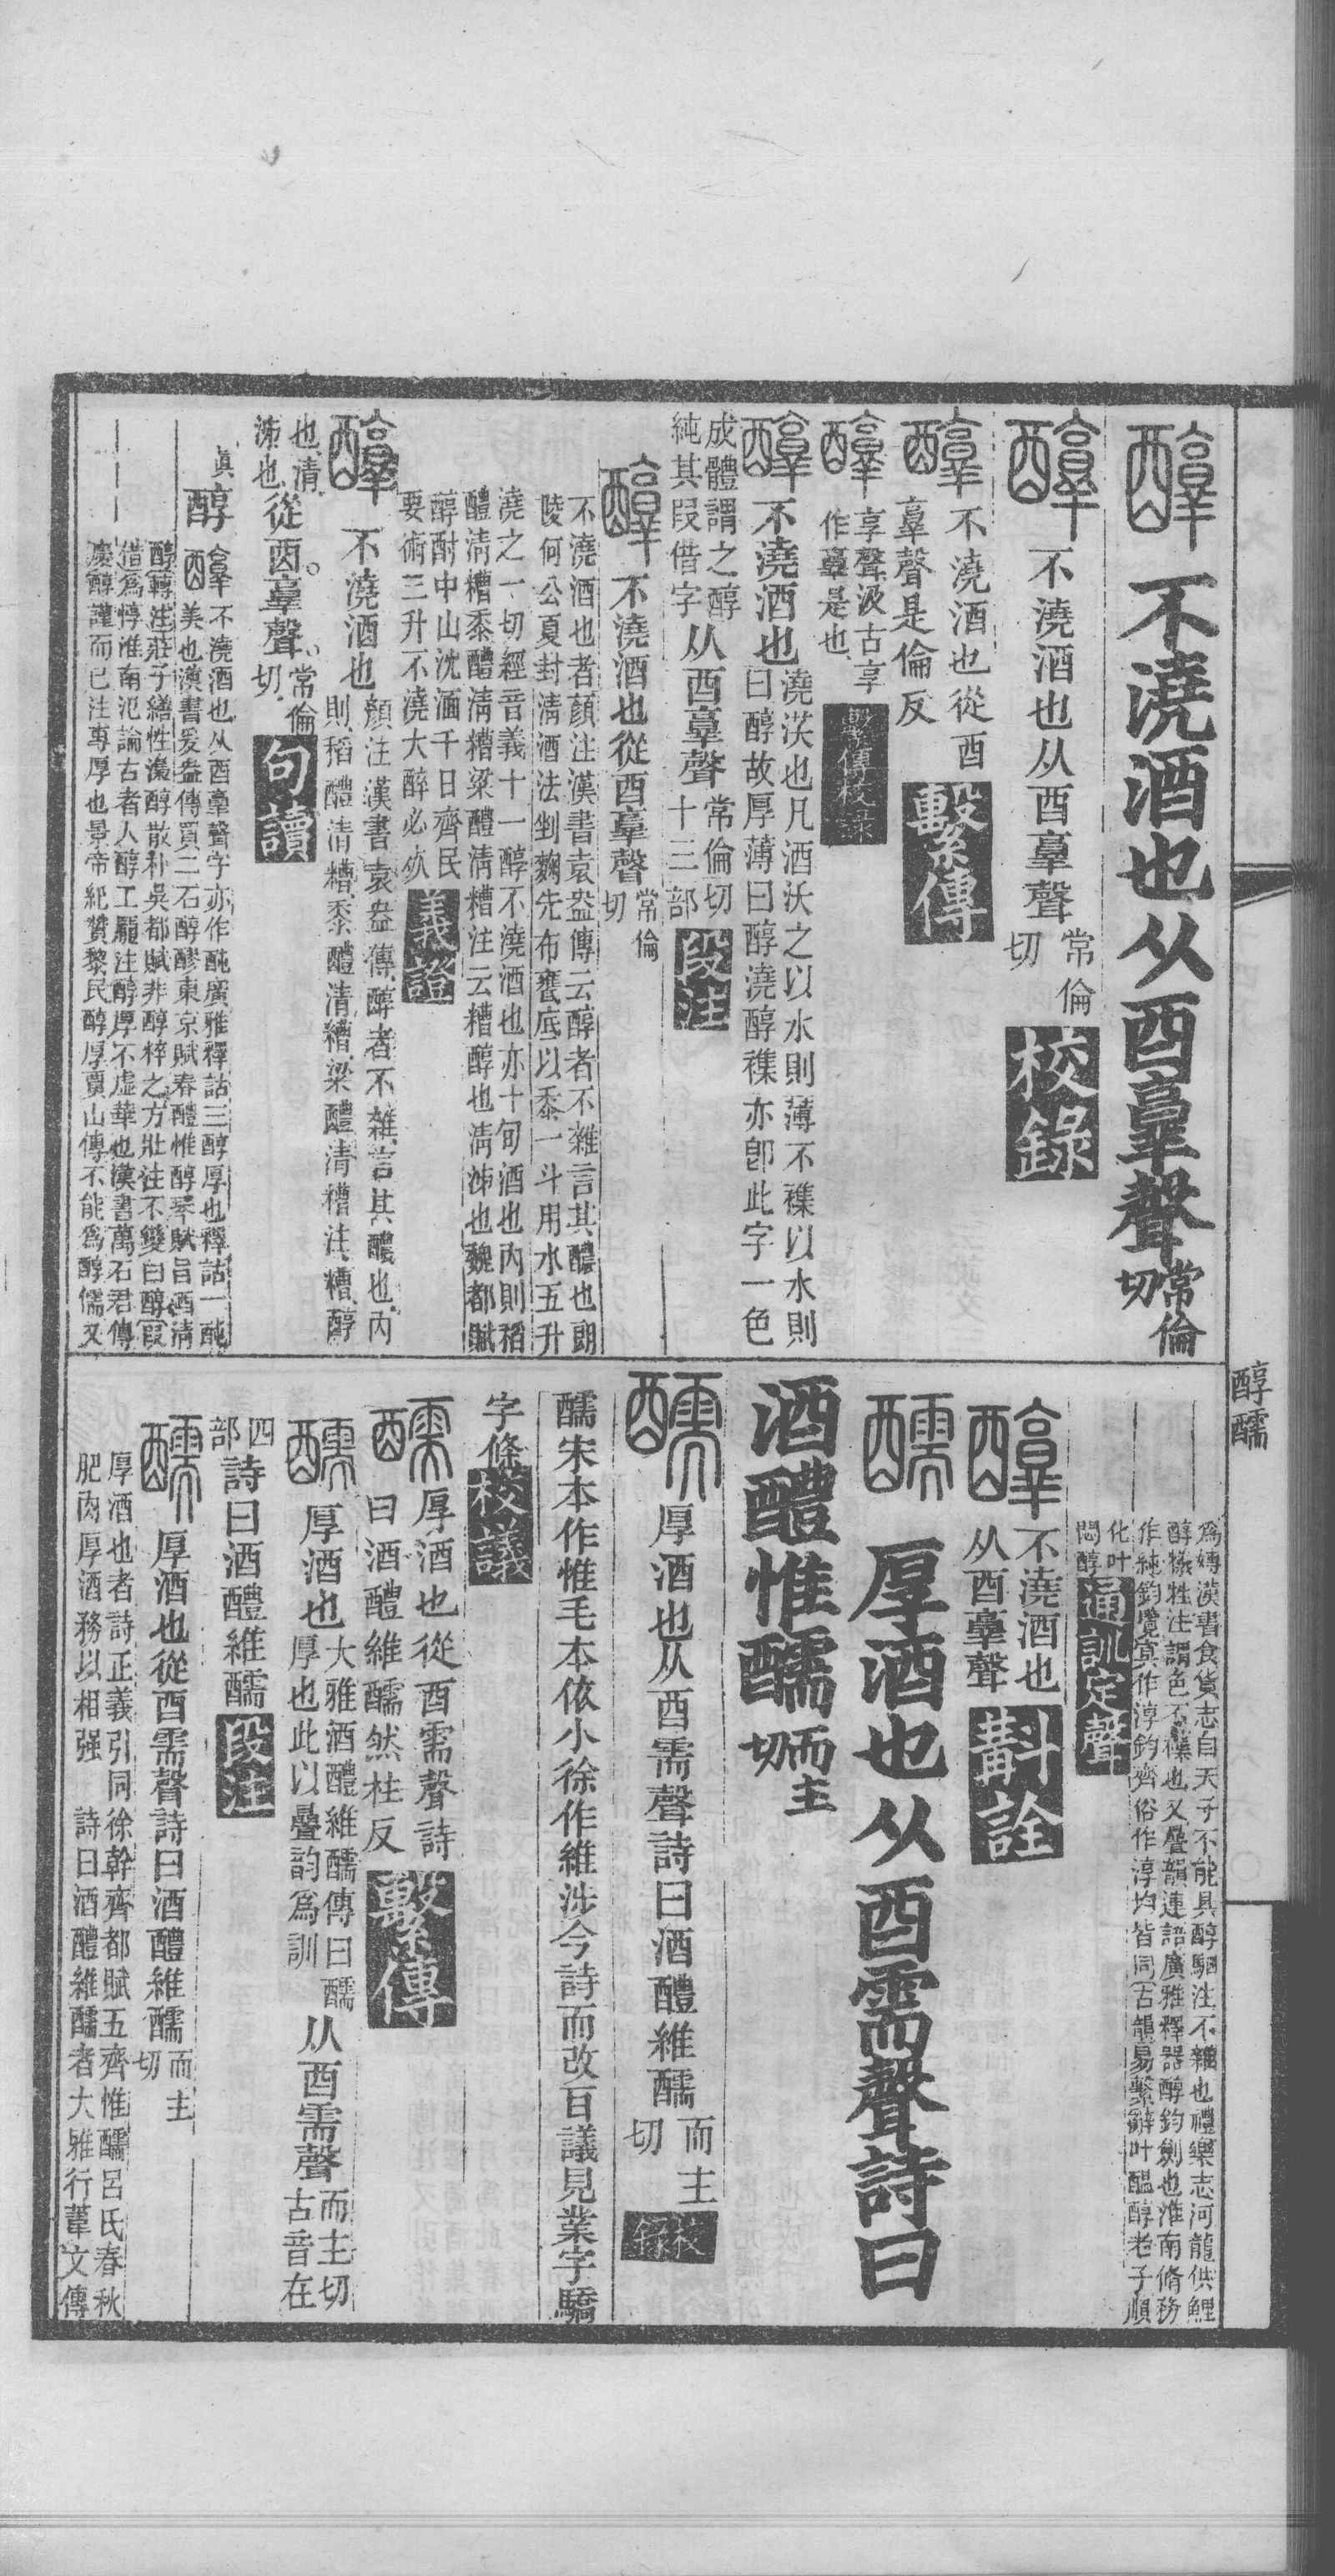 醇 不澆酒也从酉𦎫聲常倫切
醇 不澆酒也从酉𦎫聲常倫切 校錄
醇 不澆酒也從酉
𦎫聲是倫反 繫傳
醇 享聲汲古享
作𦎫是也 繫傳校錄
醇 不澆酒也 澆沃也凡酒沃之以水則薄不襍以水則
曰醇故厚薄曰醇澆醇襍亦卽此字一色
成體謂之醇
純其叚借字 从酉𦎫聲 常倫切
十三部 段注
醇 不澆酒也從酉𦎫聲常倫切
不澆酒也者顏注漢書袁盎傳云醇者不雜言其醲也朗
陵何公夏封清酒法剉麴先布甕底以黍一斗用水五升
澆之一切經音義十一醇不澆酒也亦十旬酒也內則稻
醴清糟黍醴清糟粱醴清糟注云糟醇也清泲也魏都賦
醇酎中山沈湎千日齊民
要術三升不澆大醉必 義證
醇 不澆酒也 顏注漢書袁盎傳醇者不雜言其醲也內
則稻醴清糟黍醴清糟粱醴清糟注糟醇
也清
泲也 從酉𦎫聲 常倫
切 句讀
眞 醇 不澆酒也从酉𦎫聲字亦作𨠵廣雅釋詁三醇厚也釋詁一𨠵
美也漢書爰盎傳買二石醇醪東京賦春醴惟醇琴賦旨酒清
醇轉注莊子繕性澆醇散朴吳都賦非醇粹之方壯注不變曰醇叚
借爲惇淮南氾論古者人醇工龐注醇厚不虛華也漢書萬石君傳
慶醇謹而已注專厚也景帝紀贊黎民醇厚賈山傳不能爲醇儒又
爲竱漢書食貨志自天子不能具醇駟注不雜也禮樂志河龍供鯉
醇犧牲注謂色不襍也又疊韻連語廣雅釋器醇鈞劍也淮南脩務
作純鈞覽冥作淳鈞齊俗作淳均皆同古韻易繫辭叶醖醇老子順
化叶
悶醇 通訓定聲
醇 不澆酒也
从酉𦎫聲 斠詮
醹 厚酒也从酉需聲詩曰
酒醴惟醹而主切
醹 厚酒也从酉需聲詩曰酒醴維醹而主切 校錄
醹宋本作惟毛本依小徐作維涉今詩而改百議見業字驕
字條 校議
醹 厚酒也從酉需聲詩
曰酒醴維醹然柱反 繫傳
醹 厚酒也 大雅酒醴維醹傳曰醹
厚也此以疊韵爲訓 从酉需聲 而主切
古音在
四
部 詩曰酒醴維醹 段注
醹 厚酒也從酉需聲詩曰酒醴維醹而主切
厚酒也者詩正義引同徐幹齊都賦五齊惟醹呂氏春秋
肥肉厚酒務以相强 詩曰酒醴維醹者大雅行葦文傳
醇醹